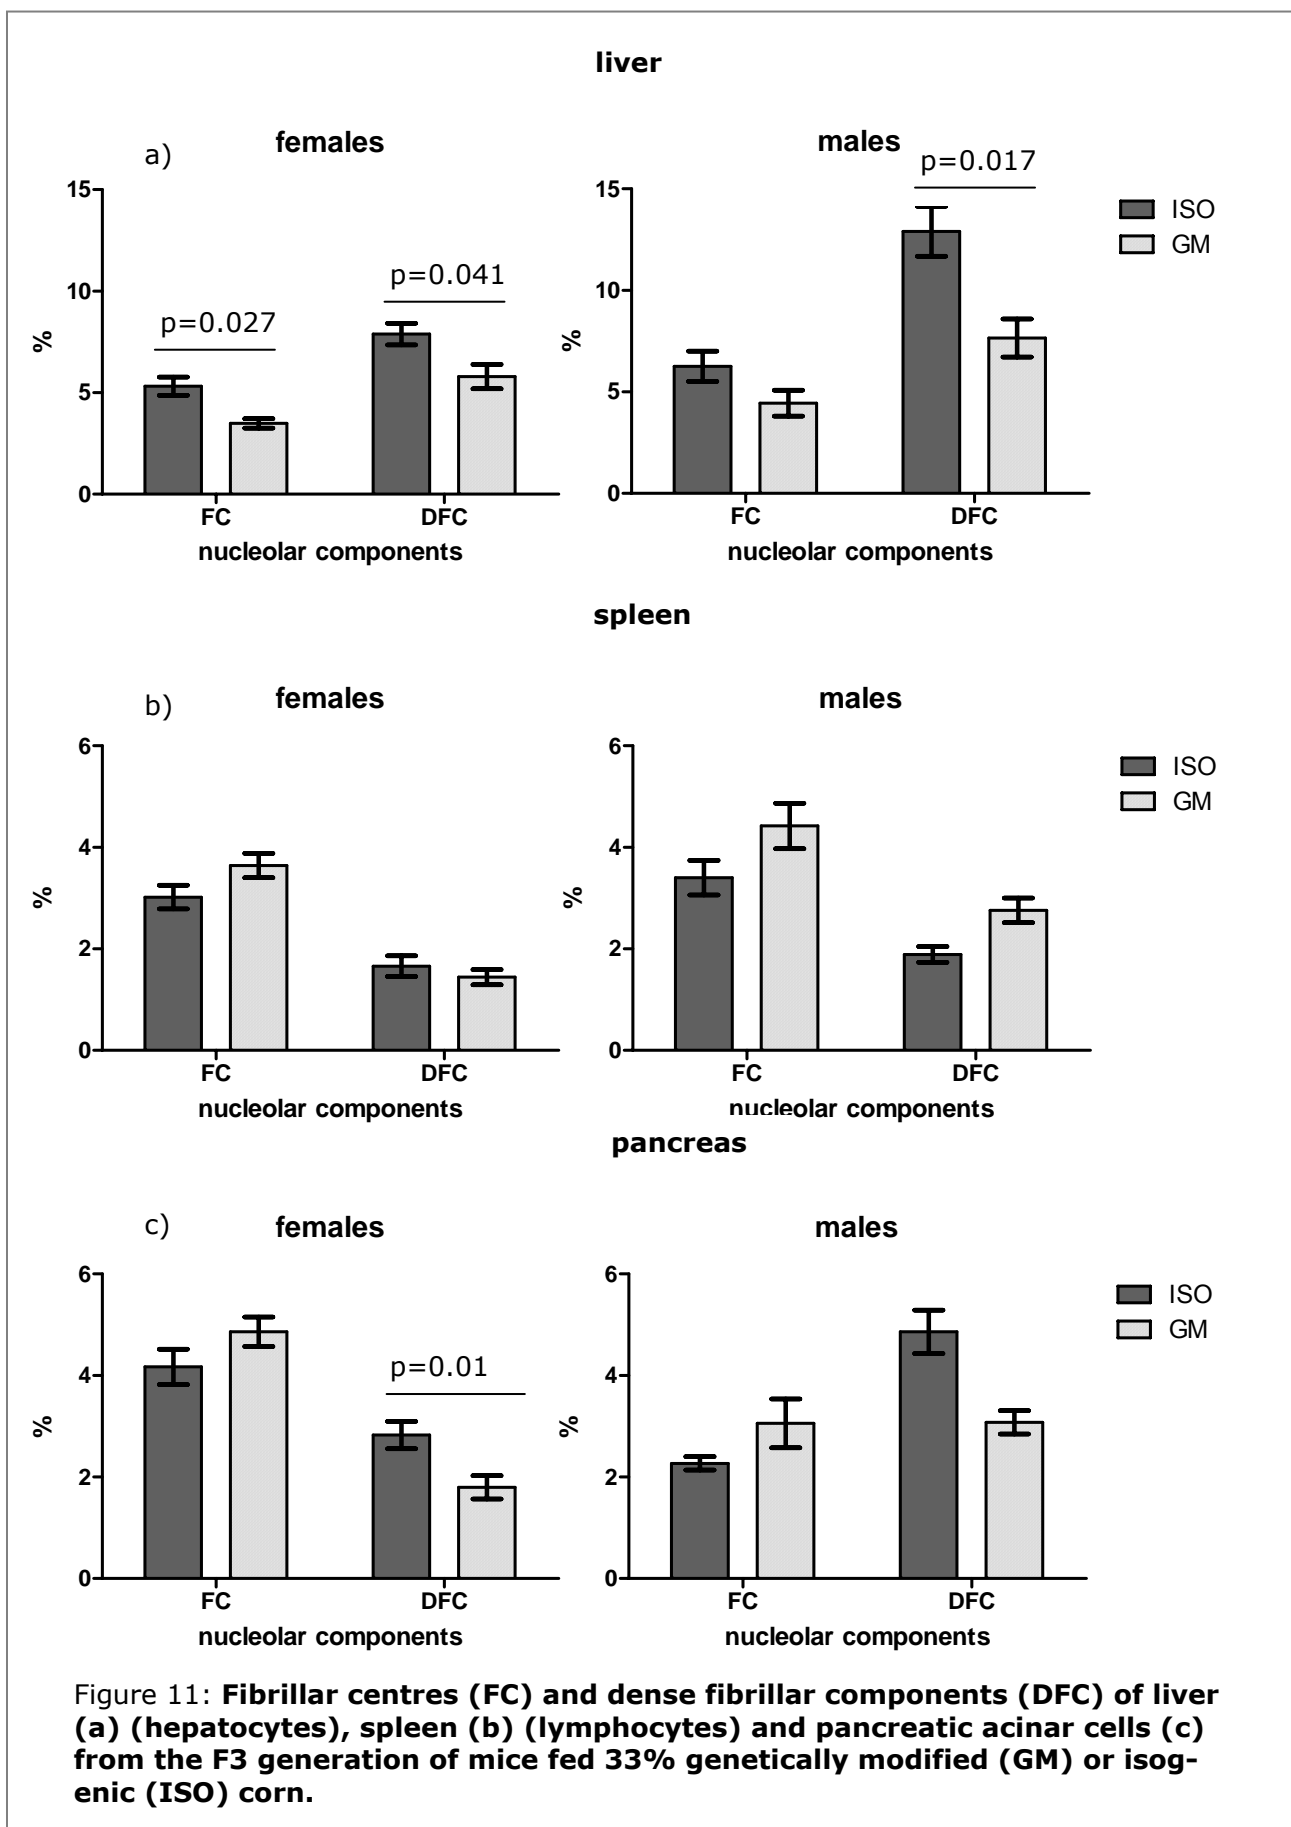 liver
a)
females
males
p=0.017
15
10
5
0
%
p=0.027
p=0.041
FC
DFC
nucleolar components
15
10
5
0
%
FC
DFC
nucleolar components
ISO
GM
spleen
b)
females
males
6
4
2
0
%
FC
DFC
nucleolar components
6
4
2
0
%
FC
DFC
nucleolar components
ISO
GM
pancreas
c)
females
males
6
4
2
0
%
p=0.01
FC
DFC
nucleolar components
6
4
2
0
%
FC
DFC
nucleolar components
ISO
GM
Figure 11: Fibrillar centres (FC) and dense fibrillar components (DFC) of liver
(a) (hepatocytes), spleen (b) (lymphocytes) and pancreatic acinar cells (c)
from the F3 generation of mice fed 33% genetically modified (GM) or isog-
enic (ISO) corn.